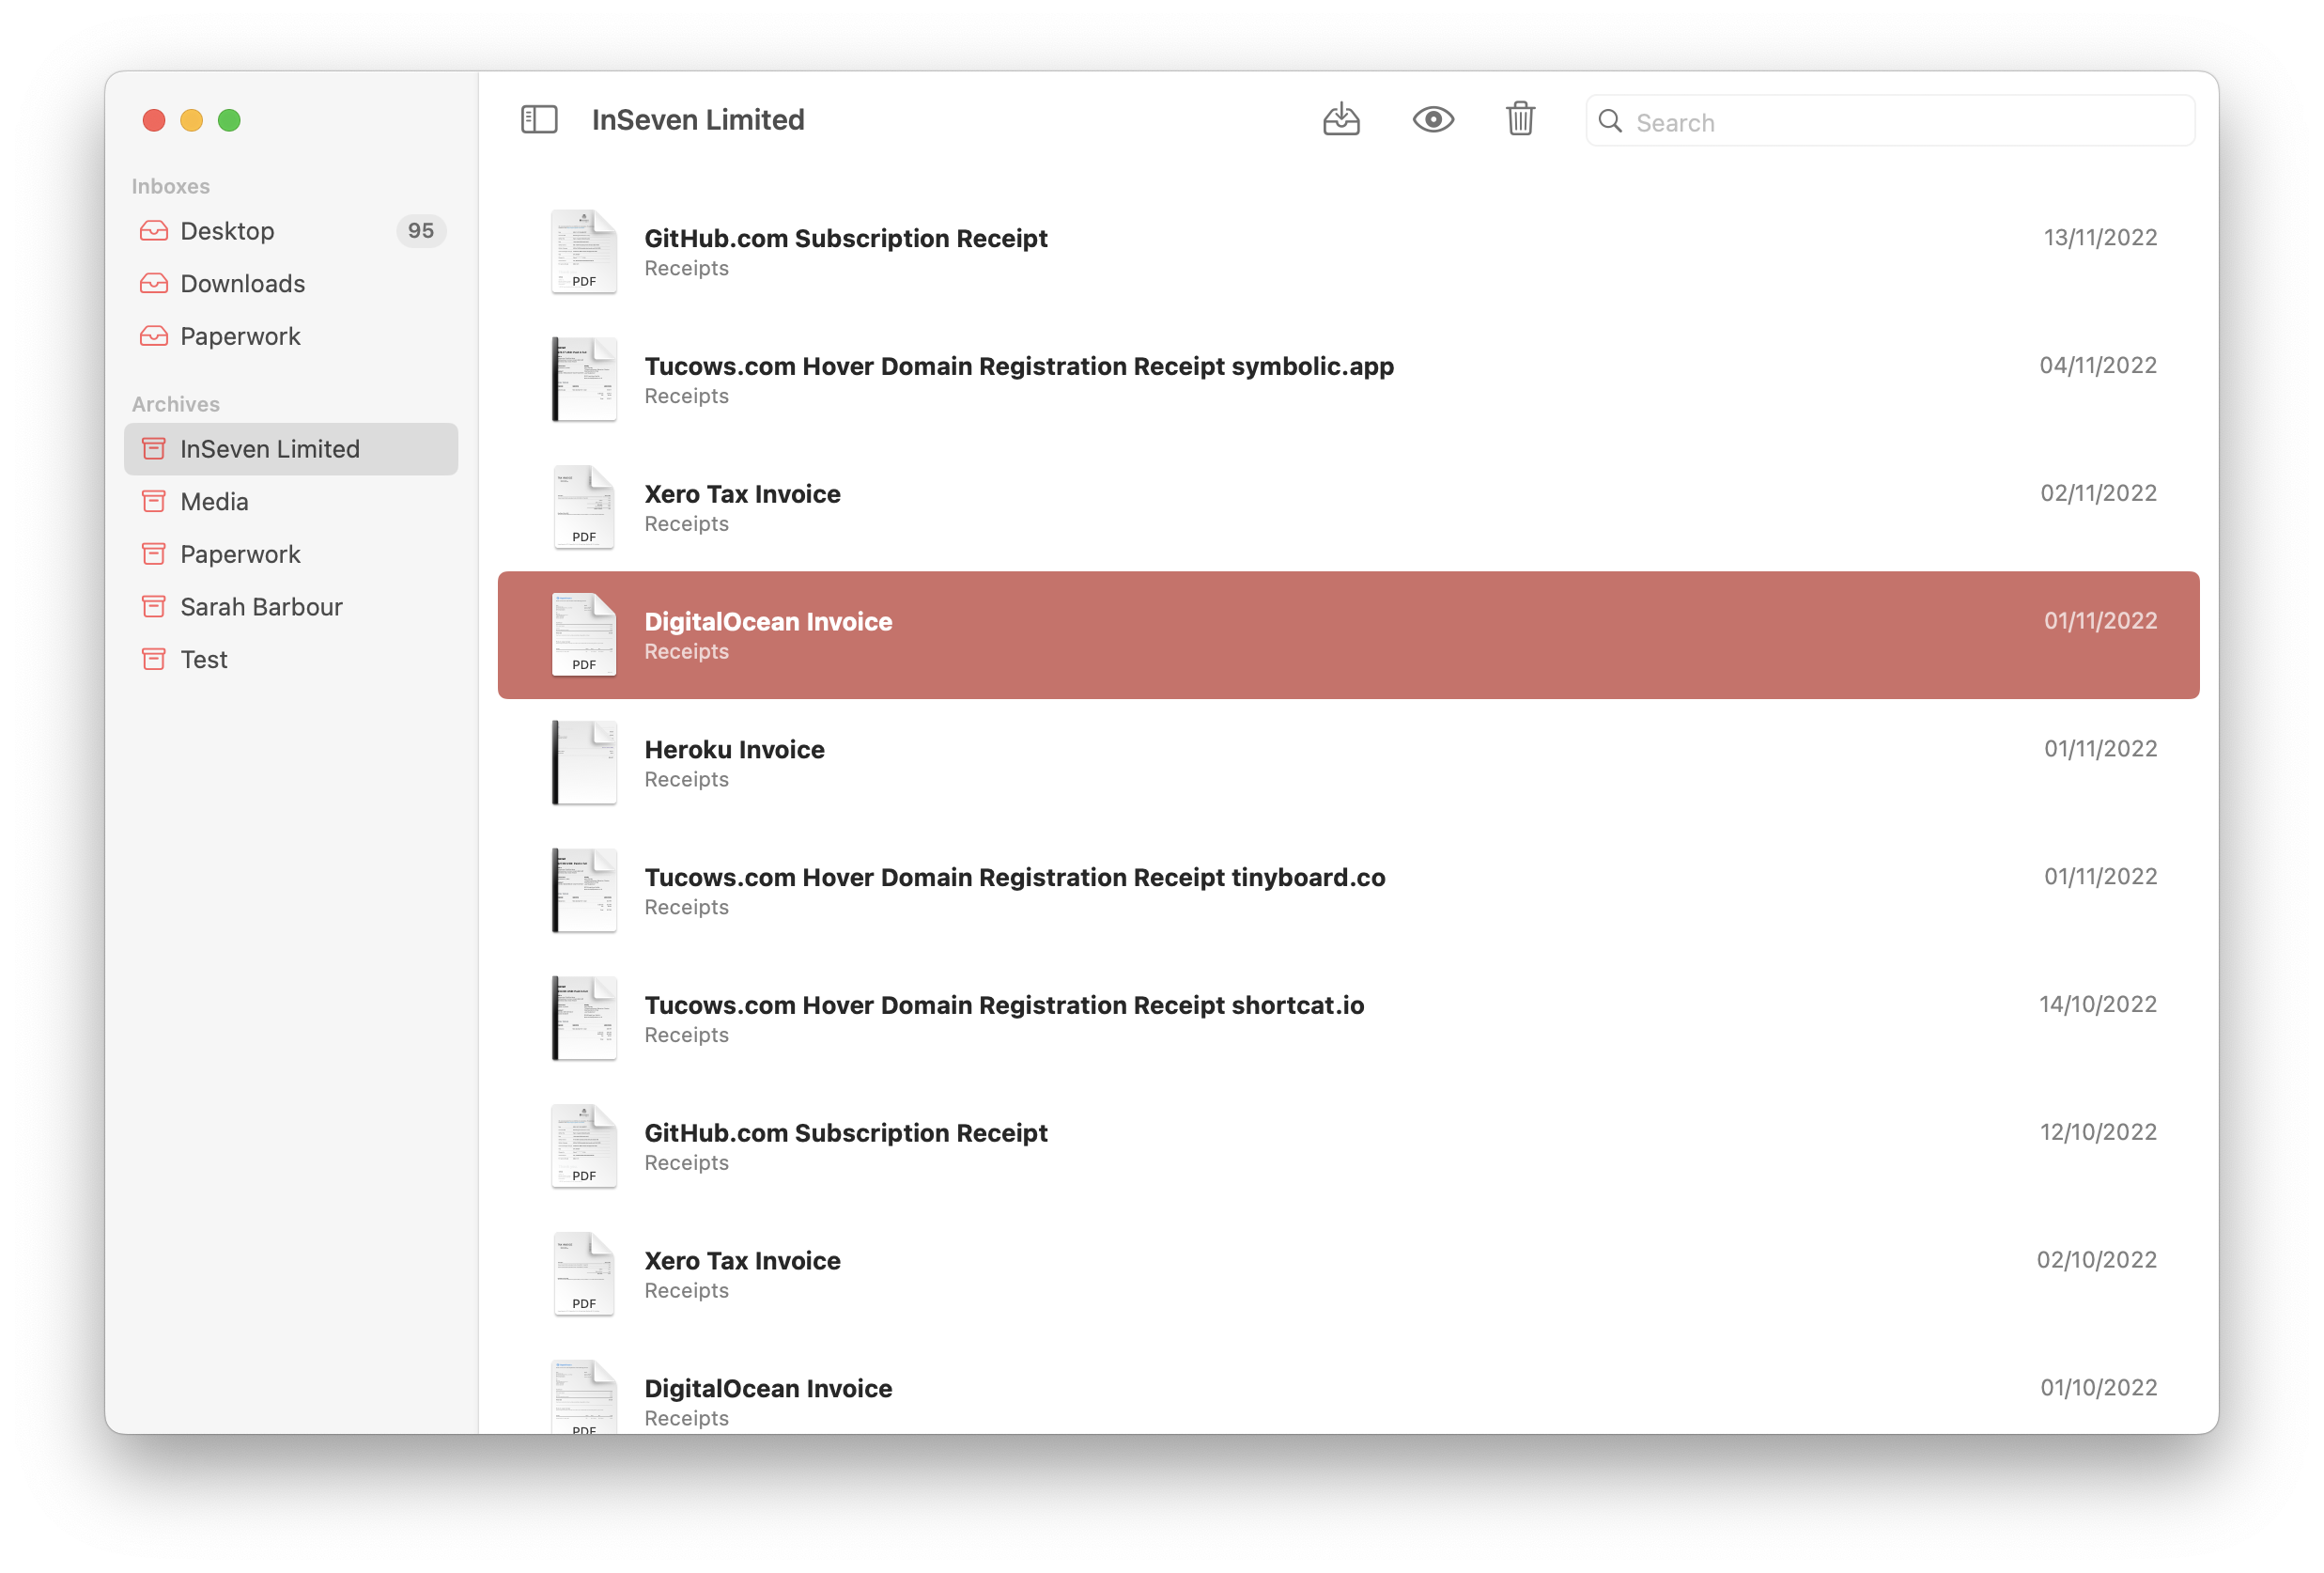 InSeven Limited
Search
Inboxes
Desktop 95
Downloads
Paperwork
Archives
InSeven Limited
Media
Paperwork
Sarah Barbour
Test
GitHub.com Subscription Receipt 13/11/2022
Receipts
PDF
Tucows.com Hover Domain Registration Receipt symbolic.app 04/11/2022
Receipts
Xero Tax Invoice 02/11/2022
Receipts
PDF
DigitalOcean Invoice 01/11/2022
Receipts
PDF
Heroku Invoice 01/11/2022
Receipts
Tucows.com Hover Domain Registration Receipt tinyboard.co 01/11/2022
Receipts
Tucows.com Hover Domain Registration Receipt shortcat.io 14/10/2022
Receipts
GitHub.com Subscription Receipt 12/10/2022
Receipts
PDF
Xero Tax Invoice 02/10/2022
Receipts
PDF
DigitalOcean Invoice 01/10/2022
Receipts
PDF